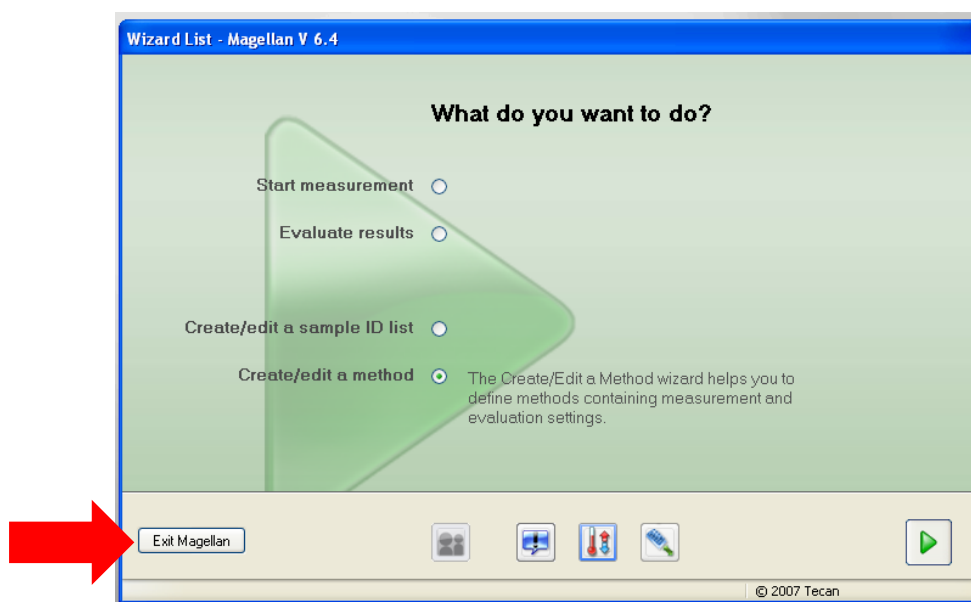 Wizard List - Magellan V 6.4
What do you want to do?
Start measurement
Evaluate results
Create/edit a sample ID list
Create/edit a method
The Create/Edit a Method wizard helps you to
define methods containing measurement and
evaluation settings.
Exit Magellan
© 2007 Tecan